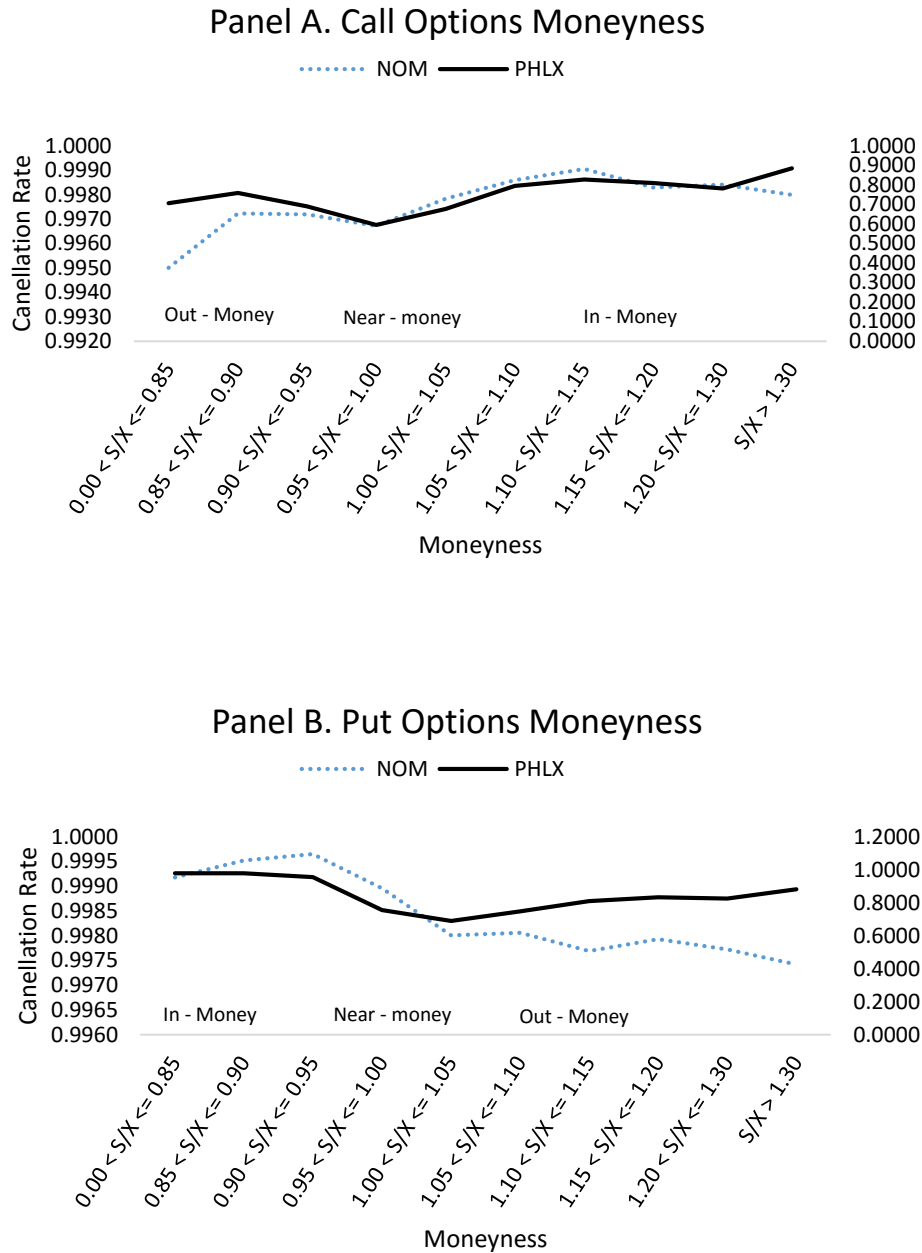 Panel A. Call Options Moneyness
NOM PHLX
Canellation Rate
1.0000
0.9990
0.9980
0.9970
0.9960
0.9950
0.9940
0.9930
0.9920
1.0000
0.9000
0.8000
0.7000
0.6000
0.5000
0.4000
0.3000
0.2000
0.1000
0.0000
Out - Money Near - money In - Money
0.00 < S/X <= 0.85
0.85 < S/X <= 0.90
0.90 < S/X <= 0.95
0.95 < S/X <= 1.00
1.00 < S/X <= 1.05
1.05 < S/X <= 1.10
1.10 < S/X <= 1.15
1.15 < S/X <= 1.20
1.20 < S/X <= 1.30
S/X > 1.30
Moneyness
Panel B. Put Options Moneyness
NOM PHLX
Canellation Rate
1.0000
0.9995
0.9990
0.9985
0.9980
0.9975
0.9970
0.9965
0.9960
1.2000
1.0000
0.8000
0.6000
0.4000
0.2000
0.0000
In - Money Near - money Out - Money
0.00 < S/X <= 0.85
0.85 < S/X <= 0.90
0.90 < S/X <= 0.95
0.95 < S/X <= 1.00
1.00 < S/X <= 1.05
1.05 < S/X <= 1.10
1.10 < S/X <= 1.15
1.15 < S/X <= 1.20
1.20 < S/X <= 1.30
S/X > 1.30
Moneyness